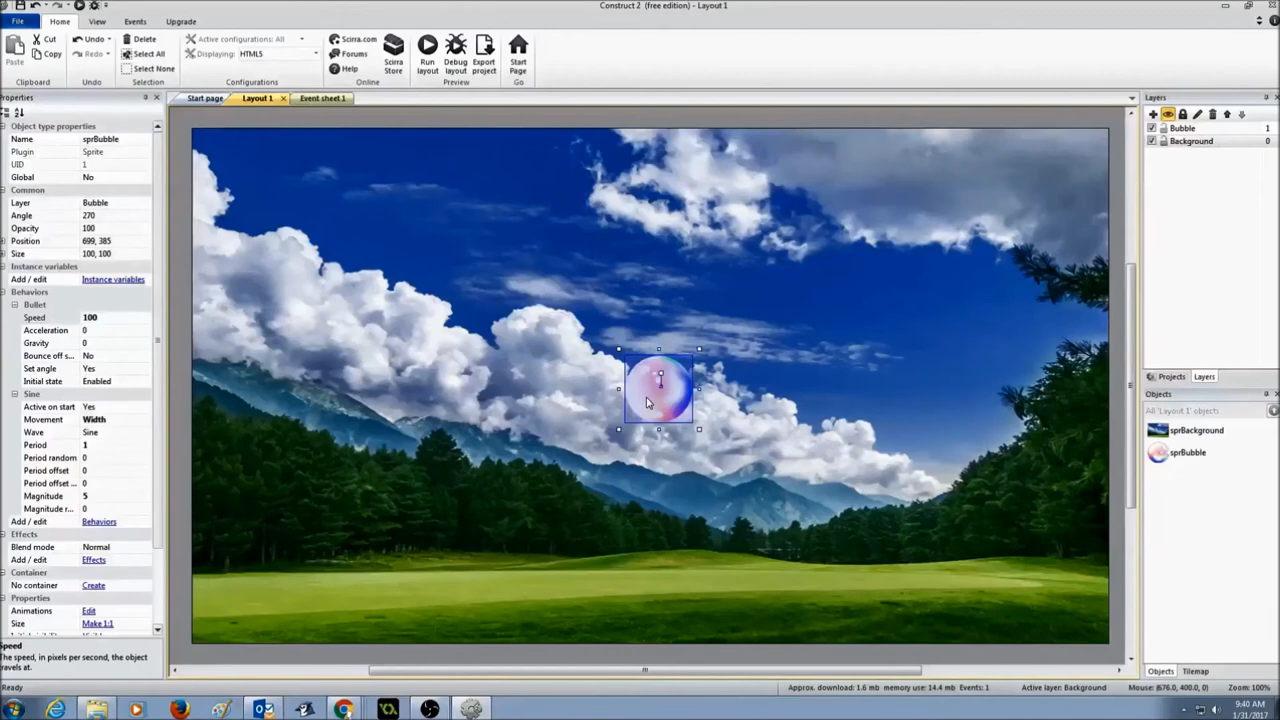 Construct 2 (free edition) - Layout 1
File Home View Events Upgrade
Paste Cut Copy Undo Redo Delete Select All Select None Active configurations: All Displaying: HTML5 Scirra.com Forums Help Scirra Store Run layout Debug layout Export project Start Page
Clipboard Undo Selection Configurations Online Preview Go
Properties
Start page Layout 1 Event sheet 1
Object type properties
Name sprBubble
Plugin Sprite
UID 1
Global No
Common
Layer Bubble
Angle 270
Opacity 100
Position 699, 385
Size 100, 100
Instance variables
Add / edit Instance variables
Behaviors
Bullet
Speed 100
Acceleration 0
Gravity 0
Bounce off s... No
Set angle Yes
Initial state Enabled
Sine
Active on start Yes
Movement Width
Wave Sine
Period 1
Period random 0
Period offset 0
Period offset ... 0
Magnitude 5
Magnitude r... 0
Add / edit Behaviors
Effects
Blend mode Normal
Add / edit Effects
Container
No container Create
Properties
Animations Edit
Size Make 1:1
Speed
The speed, in pixels per second, the object
travels at.
Layers
Bubble 1
Background 0
Projects Layers
Objects
All 'Layout 1' objects
sprBackground
sprBubble
Objects Tilemap
Ready Approx. download: 1.6 mb memory use: 14.4 mb Events: 1 Active layer: Background Mouse: (676.0, 400.0, 0) Zoom: 100%
9:40 AM
1/31/2017